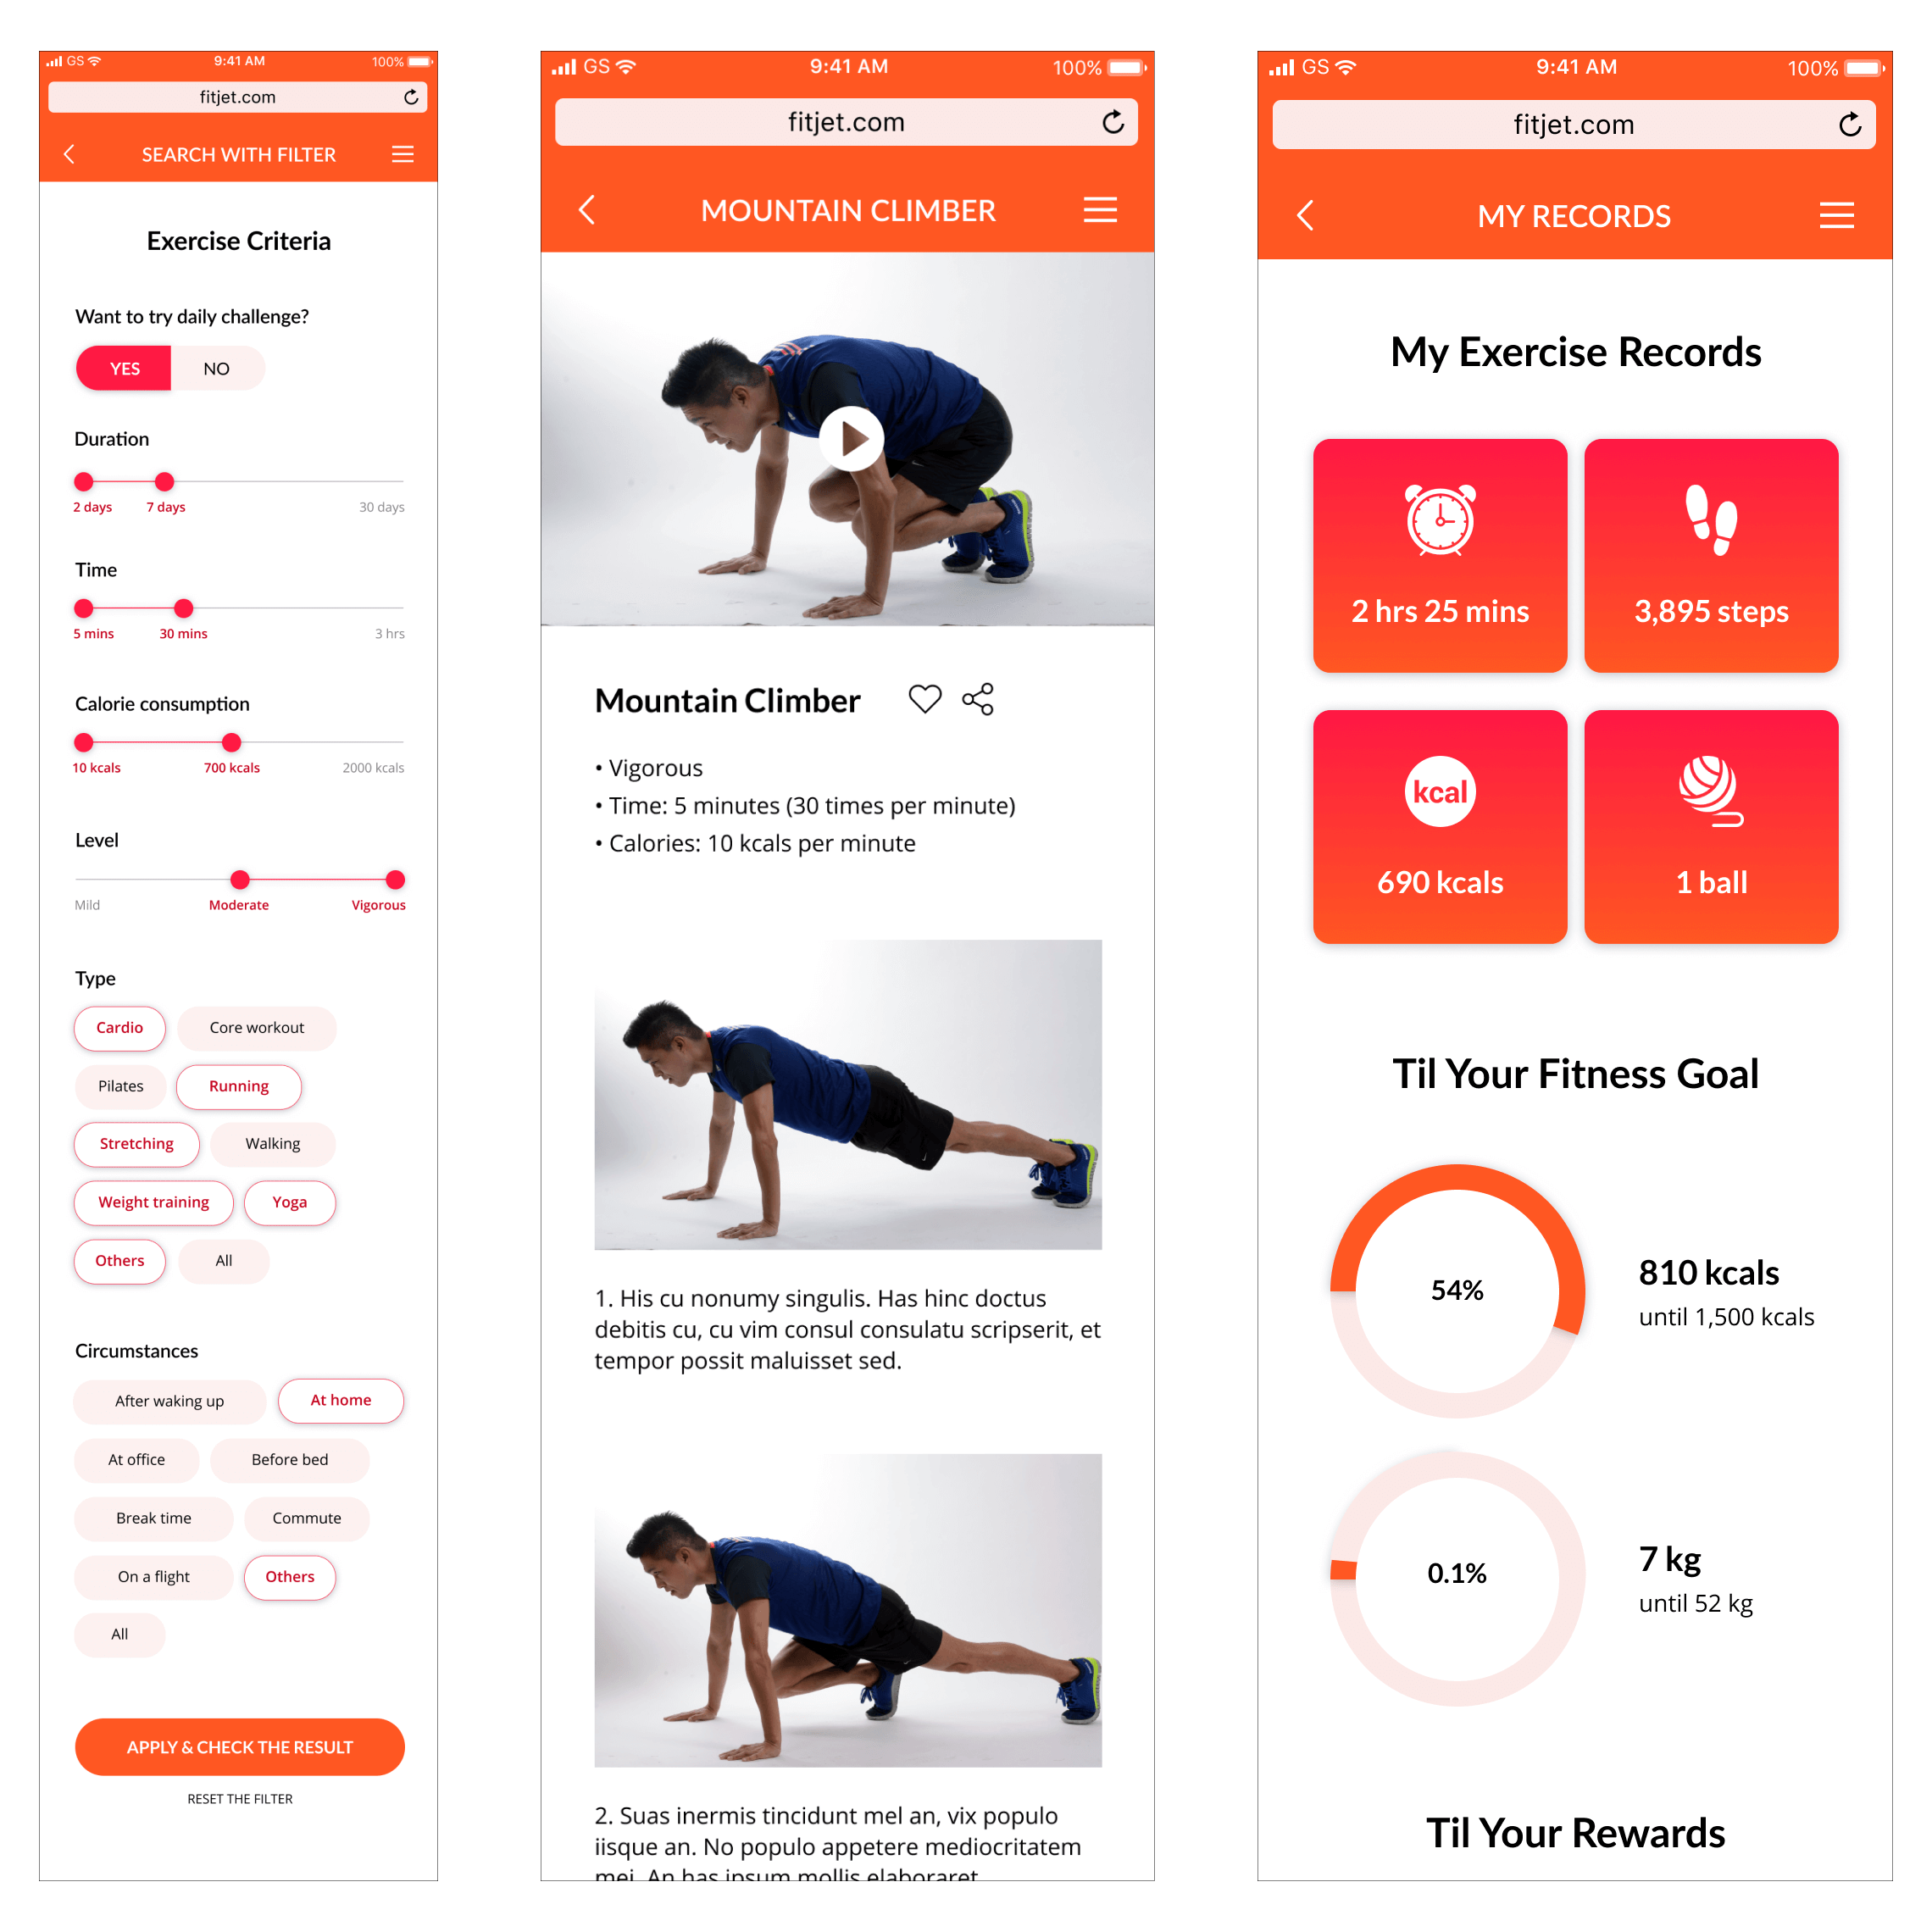 GS 9:41 AM 100%
fitjet.com
SEARCH WITH FILTER
Exercise Criteria
Want to try daily challenge?
YES NO
Duration
2 days 7 days 30 days
Time
5 mins 30 mins 3 hrs
Calorie consumption
10 kcals 700 kcals 2000 kcals
Level
Mild Moderate Vigorous
Type
Cardio Core workout
Pilates Running
Stretching Walking
Weight training Yoga
Others All
Circumstances
After waking up At home
At office Before bed
Break time Commute
On a flight Others
All
APPLY & CHECK THE RESULT
RESET THE FILTER
GS 9:41 AM 100%
fitjet.com
MOUNTAIN CLIMBER
Mountain Climber
• Vigorous
• Time: 5 minutes (30 times per minute)
• Calories: 10 kcals per minute
1. His cu nonumy singulis. Has hinc doctus
debitis cu, cu vim consul consulatu scripserit, et
tempor possit maluisset sed.
2. Suas inermis tincidunt mel an, vix populo
iisque an. No populo appetere mediocritatem
mei. An has ipsum mollis elaboraret
GS 9:41 AM 100%
fitjet.com
MY RECORDS
My Exercise Records
2 hrs 25 mins 3,895 steps
kcal
690 kcals 1 ball
Til Your Fitness Goal
54%
810 kcals
until 1,500 kcals
0.1%
7 kg
until 52 kg
Til Your Rewards